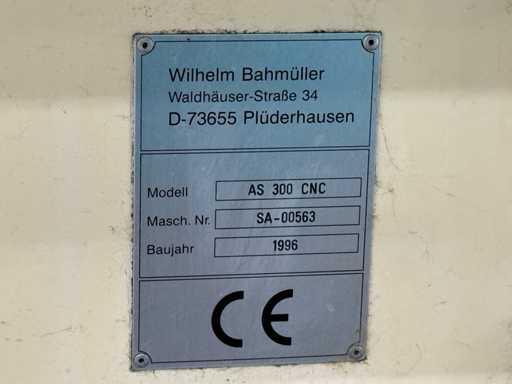 Wilhelm Bahmüller
Waldhäuser-Straße 34
D-73655 Plüderhausen
Modell AS 300 CNC
Masch. Nr. SA-00563
Baujahr 1996
CE